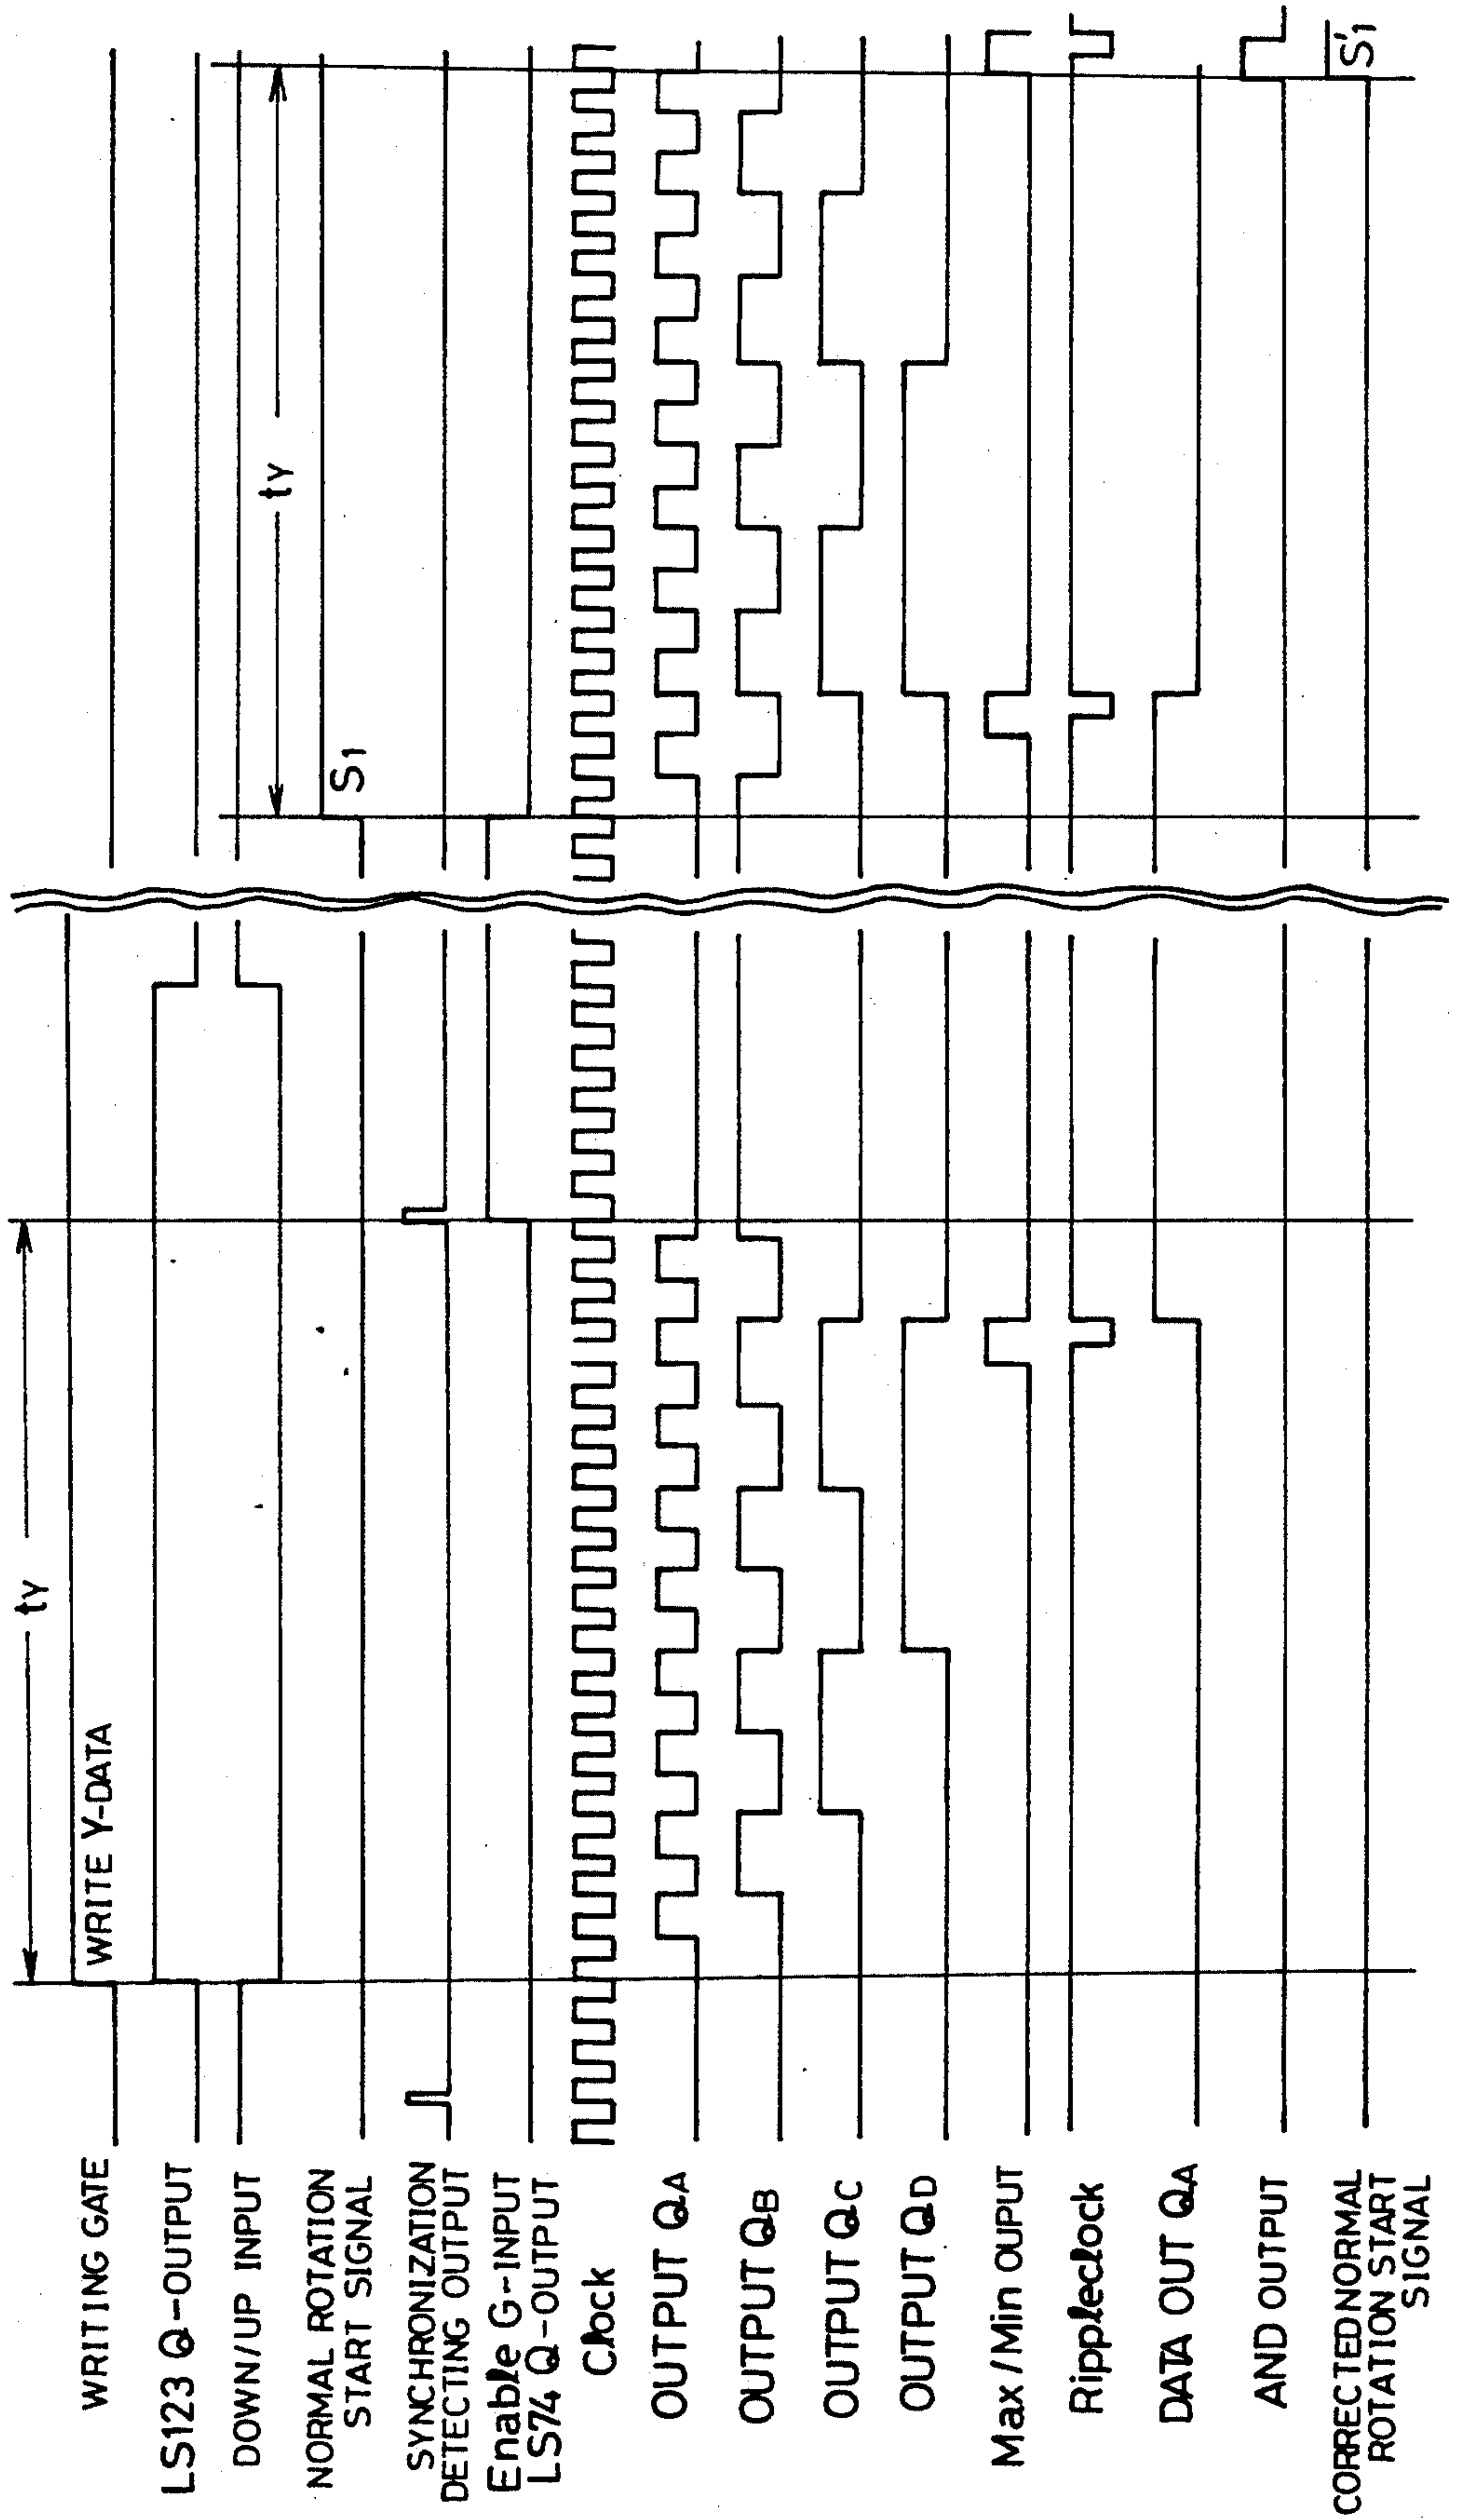 WRITING GATE
LS123 Q-OUTPUT
DOWN/UP INPUT
NORMAL ROTATION
START SIGNAL
SYNCHRONIZATION
DETECTING OUTPUT
Enable G-INPUT
LS74 Q-OUTPUT
Clock
OUTPUT QA
OUTPUT QB
OUTPUT QC
OUTPUT QD
Max/Min OUPUT
Rippleclock
DATA OUT QA
AND OUTPUT
CORRECTED NORMAL
ROTATION START
SIGNAL
tY
WRITE Y-DATA
tY
S1
S'1